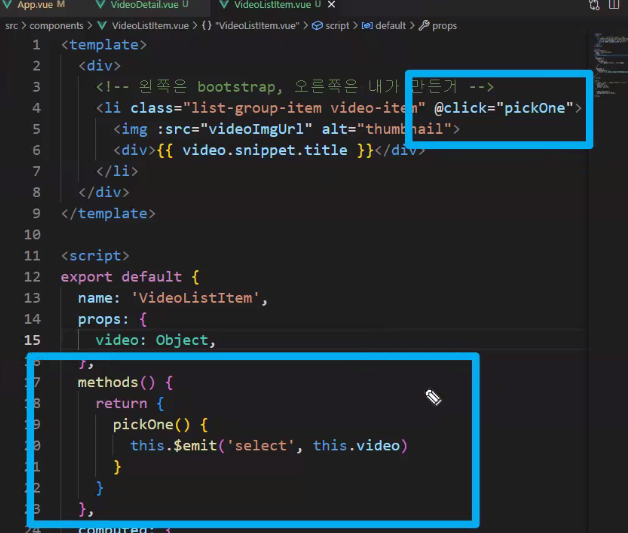 App.vue M VideoDetail.vue U VideoListItem.vue U
src > components > VideoListItem.vue > {} "VideoListItem.vue" > script > default > props
1 <template>
2 <div>
3 <!-- 왼쪽은 bootstrap, 오른쪽은 내가 만든거 -->
4 <li class="list-group-item video-item" @click="pickOne">
5 <img :src="videoImgUrl" alt="thumbnail">
6 <div>{{ video.snippet.title }}</div>
7 </li>
8 </div>
9 </template>
10
11 <script>
12 export default {
13 name: 'VideoListItem',
14 props: {
15 video: Object,
16 },
17 methods() {
18 return {
19 pickOne() {
20 this.$emit('select', this.video)
21 }
22 }
23 },
24 computed: {